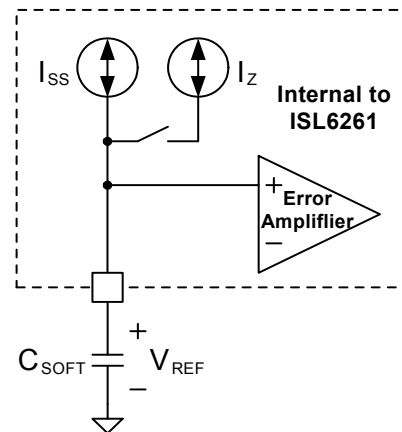 I_SS
I_Z
Internal to
ISL6261
+
Error
Ampliflier
−
+
C_SOFT
V_REF
−